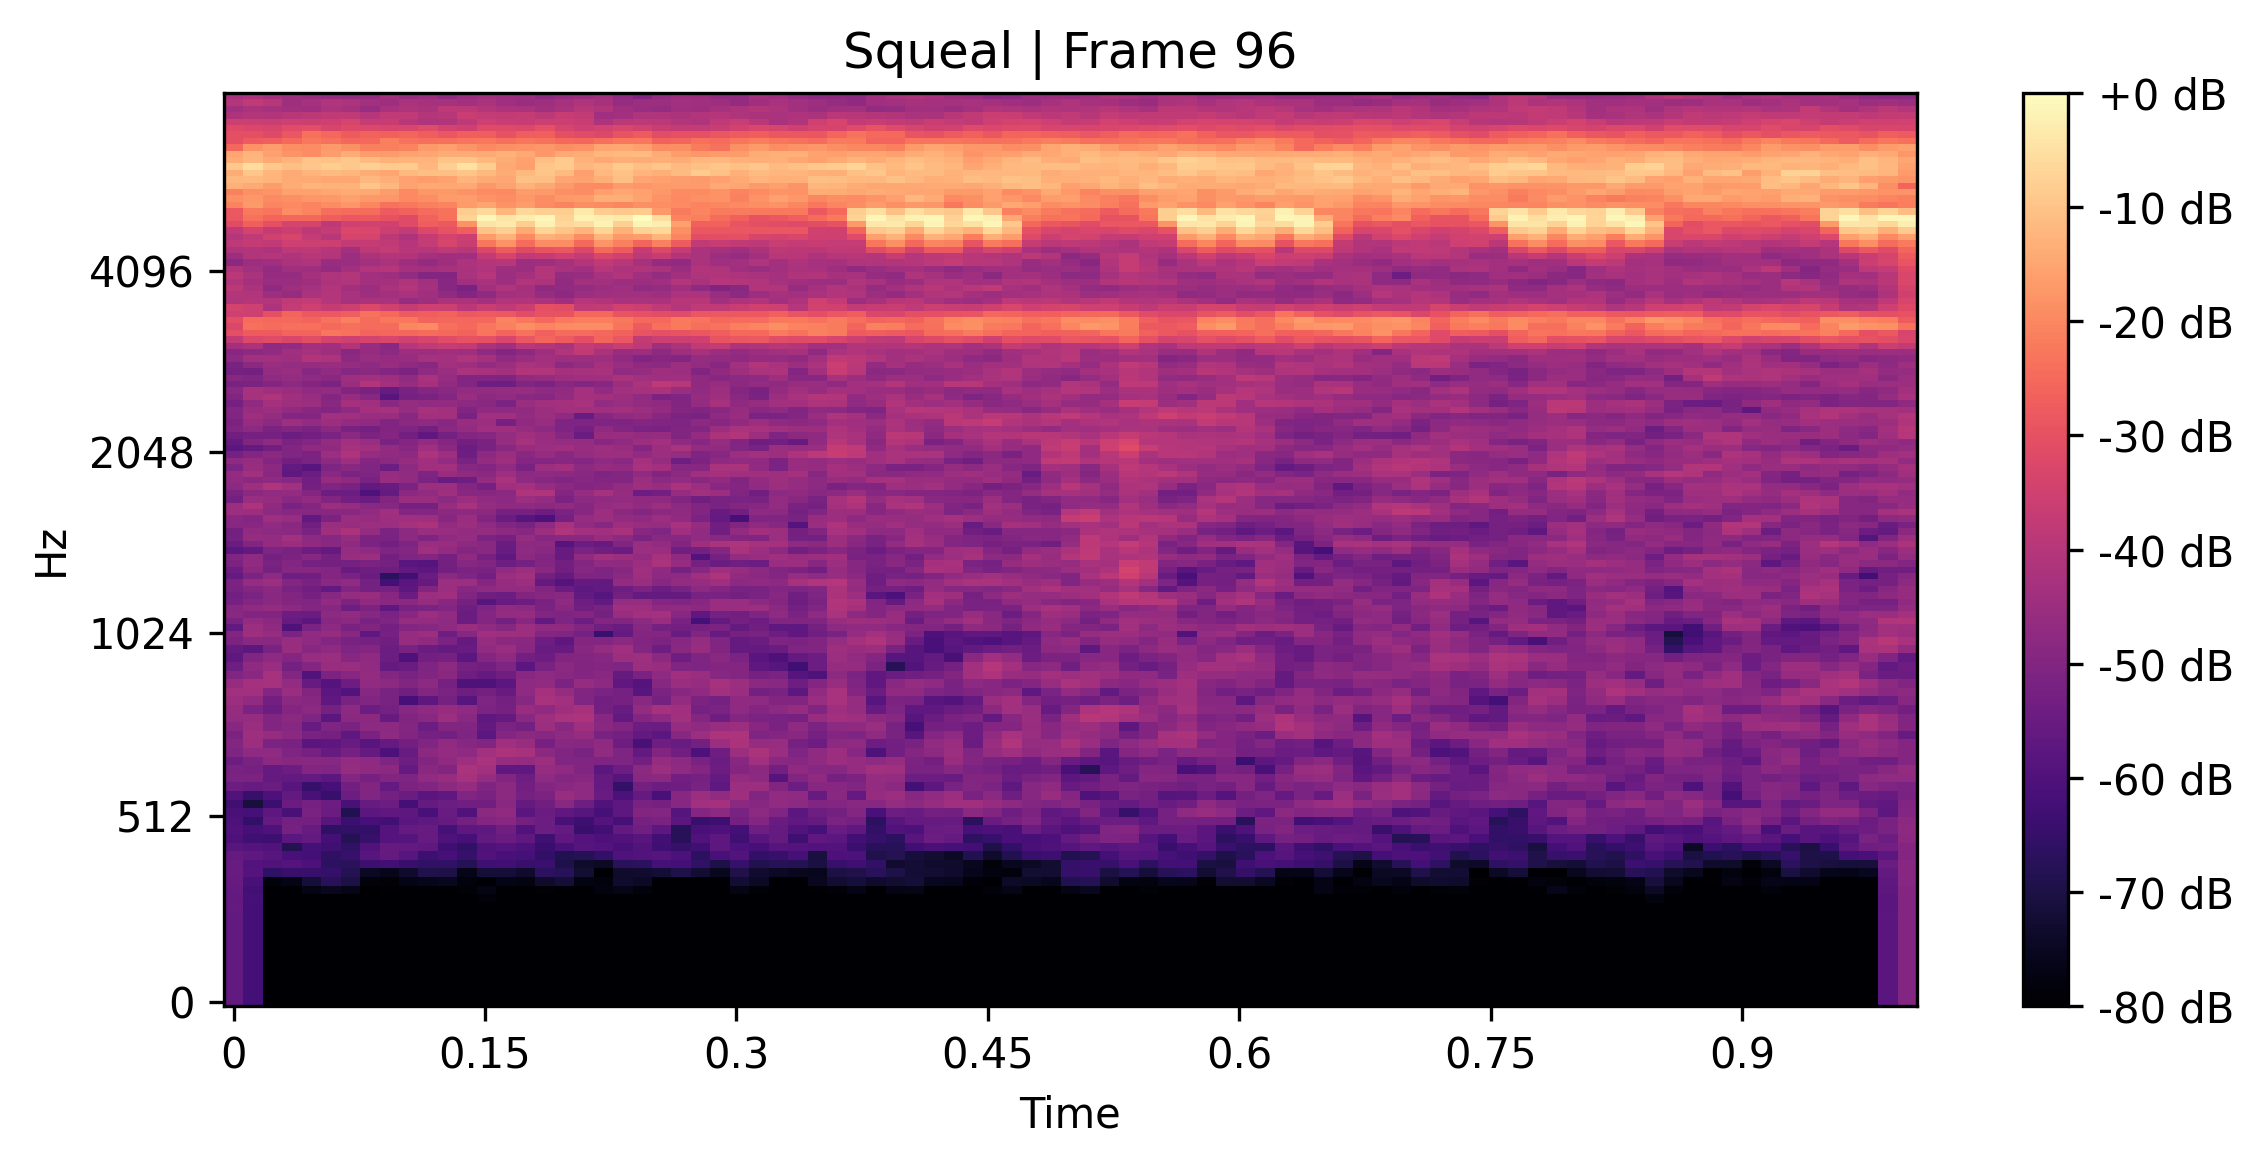 Squeal | Frame 96
+0 dB
-10 dB
4096
-20 dB
-30 dB
2048
Hz
-40 dB
1024
-50 dB
-60 dB
512
-70 dB
0
-80 dB
0 0.15 0.3 0.45 0.6 0.75 0.9
Time